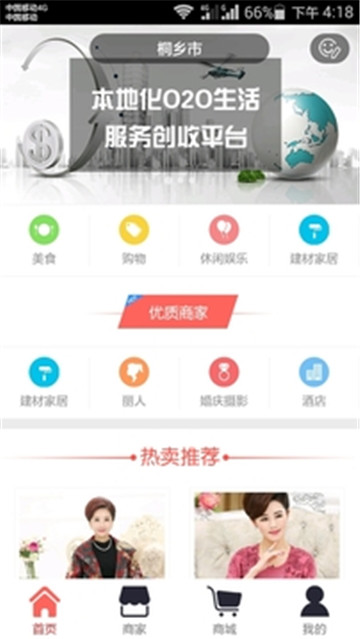 中国移动4G
中国移动
4G
G
66%
下午 4:18
桐乡市
本地化O2O生活
服务创收平台
美食
购物
休闲娱乐
建材家居
优质商家
建材家居
丽人
婚庆摄影
酒店
热卖推荐
首页
商家
商城
我的